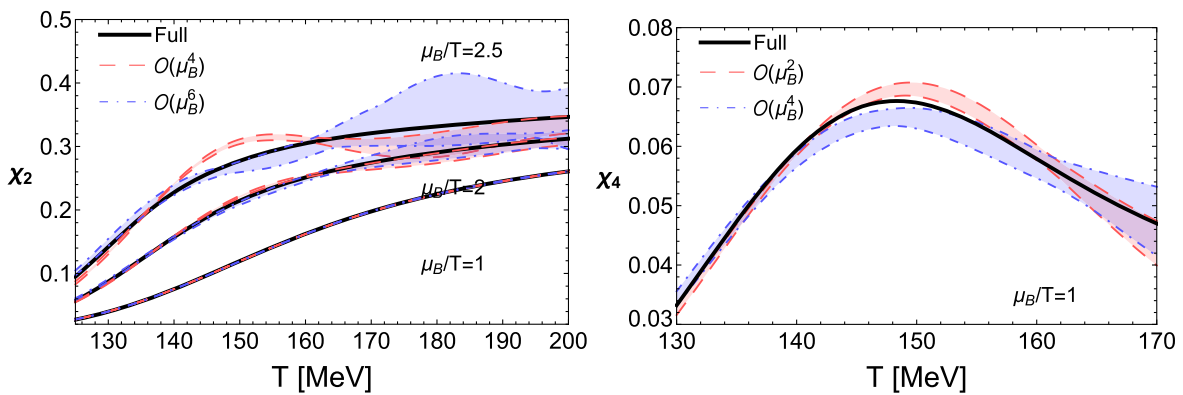 0.5
0.4
0.3
0.2
0.1
χ₂
Full
O(μ_B^4)
O(μ_B^6)
μ_B/T=2.5
μ_B/T=2
μ_B/T=1
130 140 150 160 170 180 190 200
T [MeV]
0.08
0.07
0.06
0.05
0.04
0.03
χ₄
Full
O(μ_B^2)
O(μ_B^4)
μ_B/T=1
130 140 150 160 170
T [MeV]